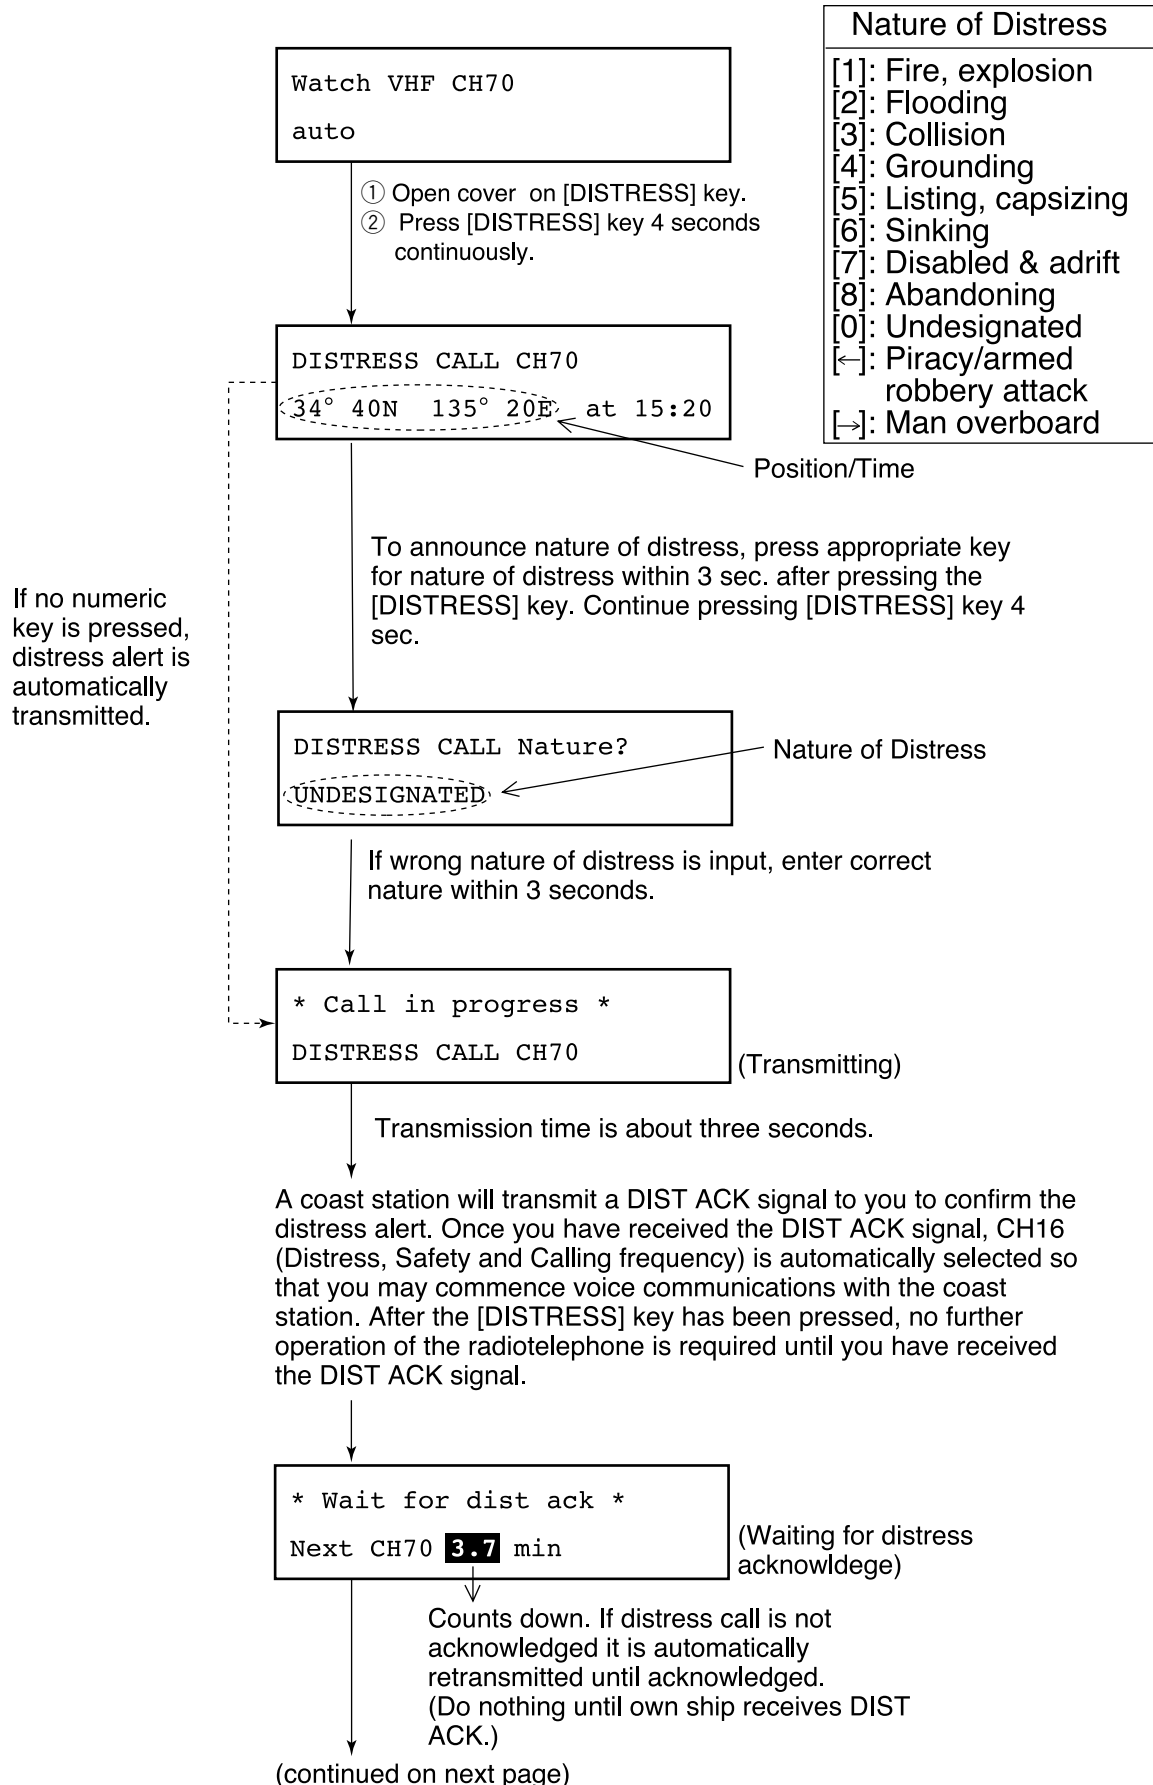 Nature of Distress
[1]: Fire, explosion
[2]: Flooding
[3]: Collision
[4]: Grounding
[5]: Listing, capsizing
[6]: Sinking
[7]: Disabled & adrift
[8]: Abandoning
[0]: Undesignated
[←]: Piracy/armed
robbery attack
[→]: Man overboard
Watch VHF CH70
auto
① Open cover on [DISTRESS] key.
② Press [DISTRESS] key 4 seconds
continuously.
DISTRESS CALL CH70
34° 40N 135° 20E at 15:20
Position/Time
To announce nature of distress, press appropriate key
for nature of distress within 3 sec. after pressing the
[DISTRESS] key. Continue pressing [DISTRESS] key 4
sec.
If no numeric
key is pressed,
distress alert is
automatically
transmitted.
DISTRESS CALL Nature?
UNDESIGNATED
Nature of Distress
If wrong nature of distress is input, enter correct
nature within 3 seconds.
* Call in progress *
DISTRESS CALL CH70
(Transmitting)
Transmission time is about three seconds.
A coast station will transmit a DIST ACK signal to you to confirm the
distress alert. Once you have received the DIST ACK signal, CH16
(Distress, Safety and Calling frequency) is automatically selected so
that you may commence voice communications with the coast
station. After the [DISTRESS] key has been pressed, no further
operation of the radiotelephone is required until you have received
the DIST ACK signal.
* Wait for dist ack *
Next CH70 3.7 min
(Waiting for distress
acknowldege)
Counts down. If distress call is not
acknowledged it is automatically
retransmitted until acknowledged.
(Do nothing until own ship receives DIST
ACK.)
(continued on next page)